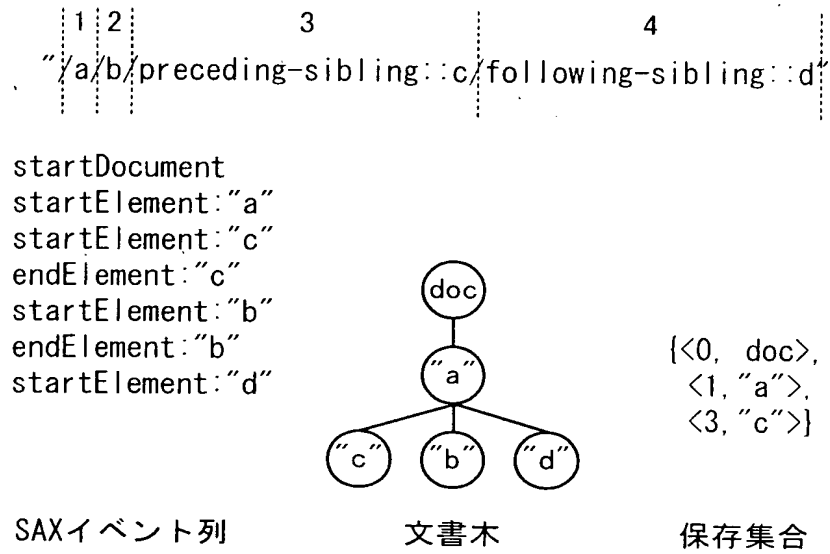 1 2 3 4
"/a/b/preceding-sibling::c/following-sibling::d"
startDocument
startElement:"a"
startElement:"c"
endElement:"c"
startElement:"b"
endElement:"b"
startElement:"d"
doc
"a"
"c" "b" "d"
{<0, doc>,
<1,"a">,
<3,"c">}
SAXイベント列 文書木 保存集合